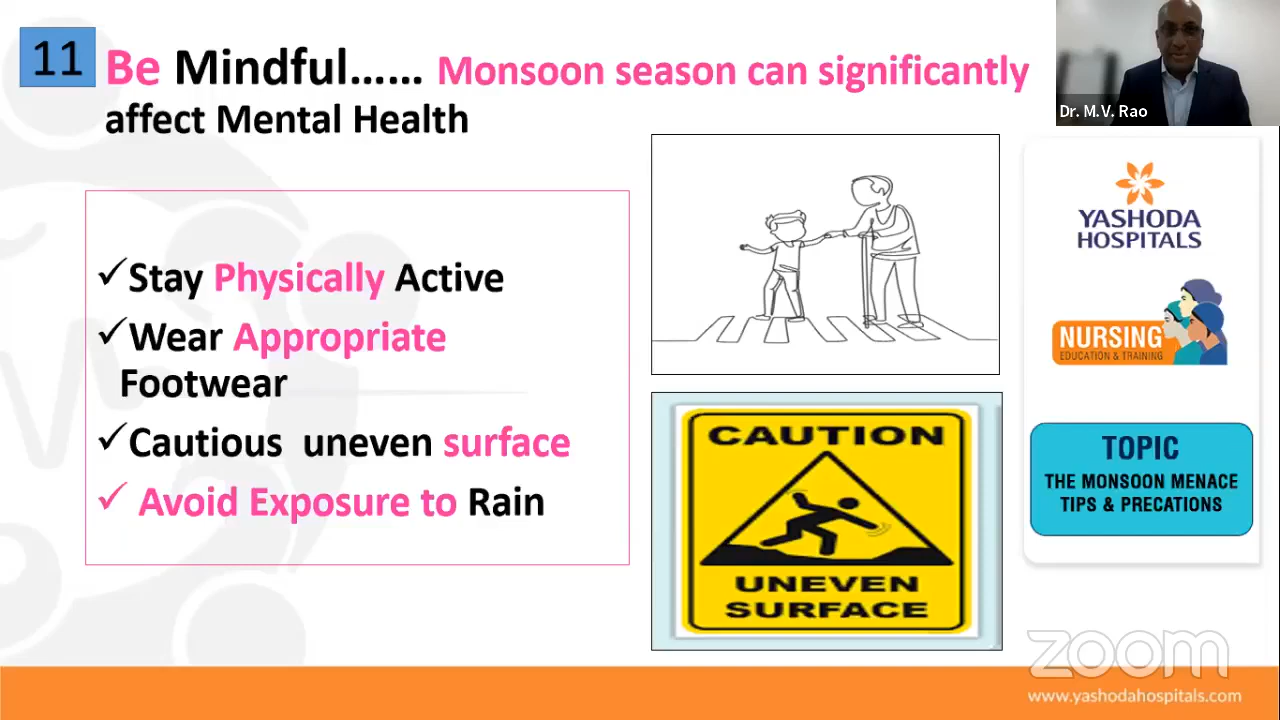 11
Be Mindful...... Monsoon season can significantly
affect Mental Health
✓Stay Physically Active
✓Wear Appropriate
Footwear
✓Cautious uneven surface
✓ Avoid Exposure to Rain
CAUTION
UNEVEN
SURFACE
Dr. M.V. Rao
YASHODA
HOSPITALS
NURSING
EDUCATION & TRAINING
TOPIC
THE MONSOON MENACE
TIPS & PRECATIONS
zoom
www.yashodahospitals.com